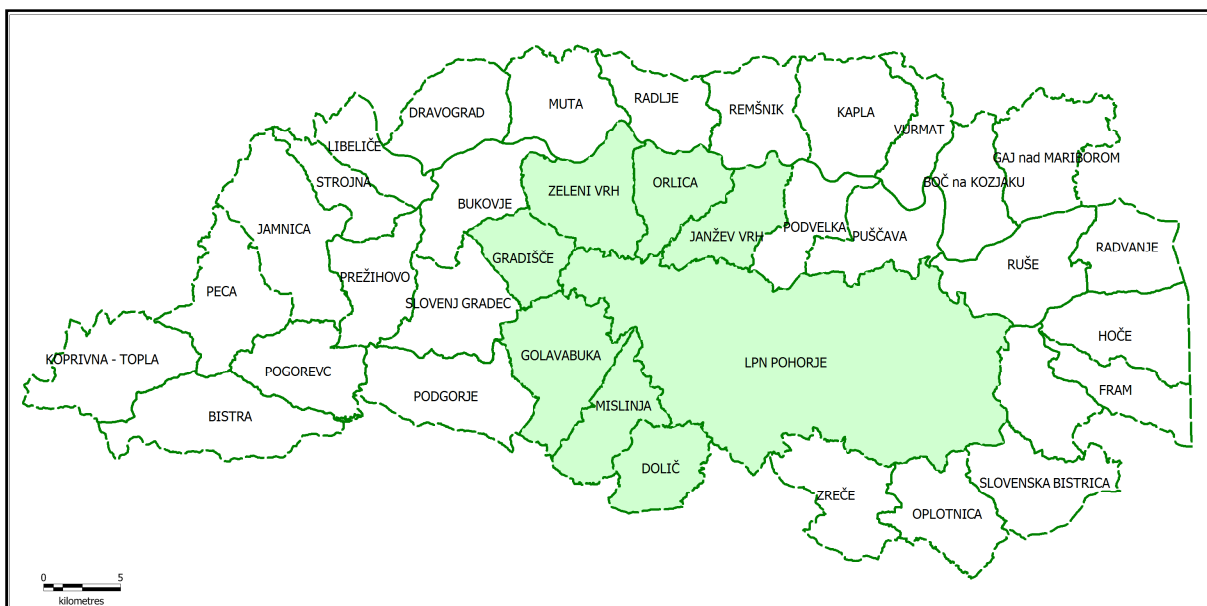 MUTA
RADLJE
REMŠNIK
KAPLA
DRAVOGRAD
VURMAT
LIBELIČE
GAJ nad MARIBOROM
STROJNA
ZELENI VRH
ORLICA
BOČ na KOZJAKU
BUKOVJE
JAMNICA
PODVELKA
PUŠČAVA
JANŽEV VRH
RADVANJE
GRADIŠČE
RUŠE
PREŽIHOVO
PECA
SLOVENJ GRADEC
HOČE
KOPRIVNA - TOPLA
GOLAVABUKA
LPN POHORJE
POGOREVC
FRAM
PODGORJE
MISLINJA
BISTRA
DOLIČ
SLOVENSKA BISTRICA
ZREČE
OPLOTNICA
0 5
kilometres